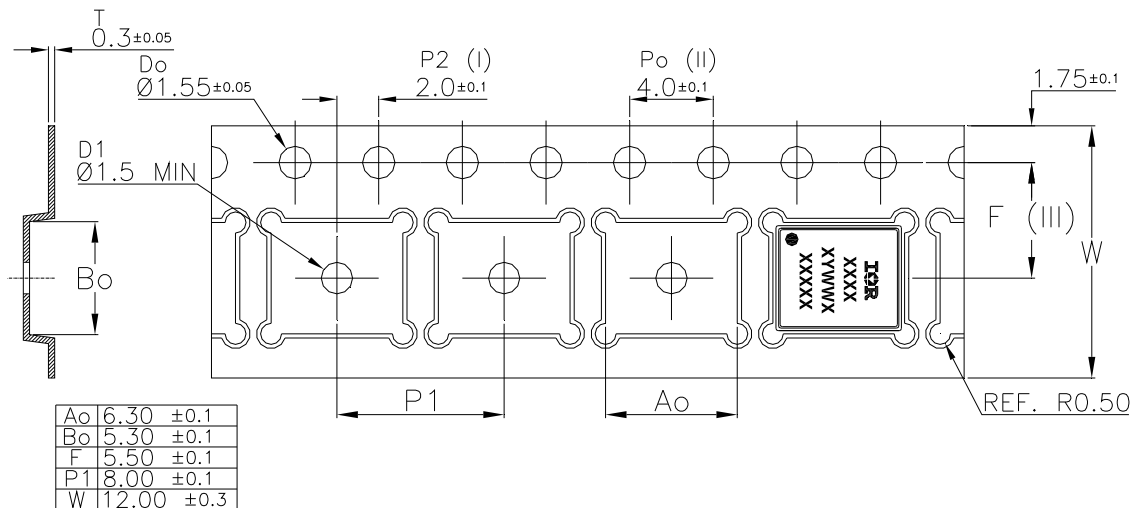 T
0.3±0.05
Do
Ø1.55±0.05
P2 (I)
2.0±0.1
Po (II)
4.0±0.1
1.75±0.1
D1
Ø1.5 MIN
F (III)
W
Bo
IOR
XXXX
XYWWX
XXXXX
P1
Ao
REF. R0.50
Ao 6.30 ±0.1
Bo 5.30 ±0.1
F 5.50 ±0.1
P1 8.00 ±0.1
W 12.00 ±0.3